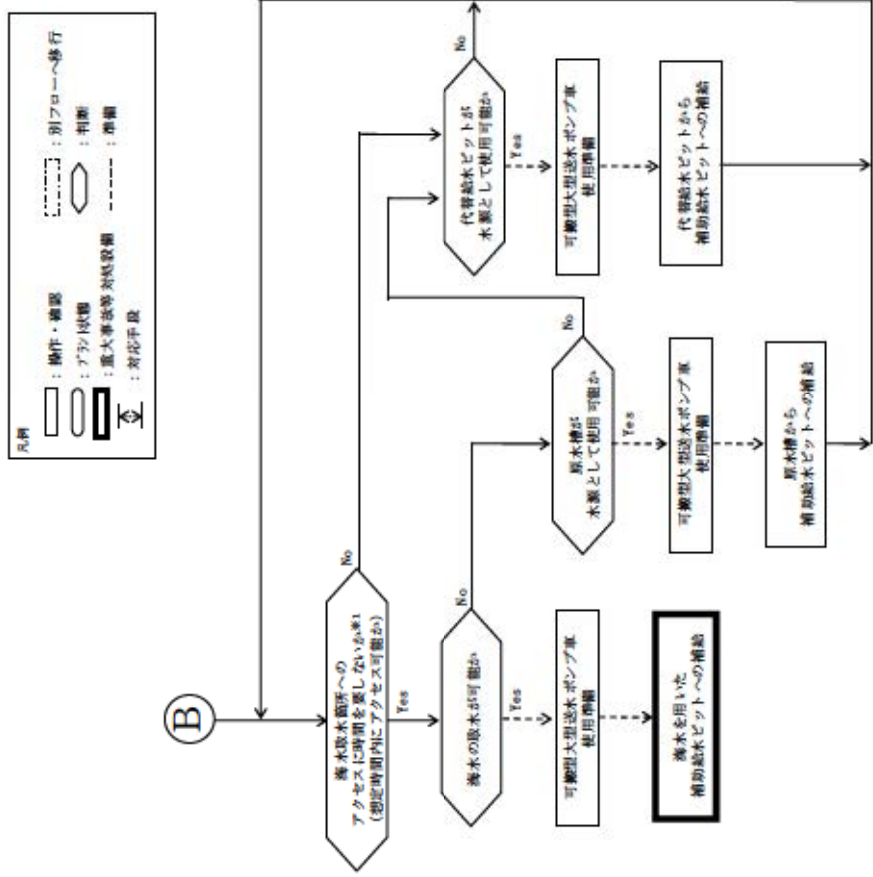 凡例
：操作・確認
：プラント状態
：重大事故等対処設備
：対応手段
：別フローへ移行
：判断
：準備
B
海水取水箇所への
アクセスに時間を要しないか※1
(想定時間内にアクセス可能か)
No
Yes
海水の取水が可能か
No
Yes
可搬型大型送水ポンプ車
使用準備
海水を用いた
補助給水ピットへの補給
原水槽が
水源として使用可能か
No
Yes
可搬型大型送水ポンプ車
使用準備
原水槽から
補助給水ピットへの補給
代替給水ピットが
水源として使用可能か
No
Yes
可搬型大型送水ポンプ車
使用準備
代替給水ピットから
補助給水ピットへの補給